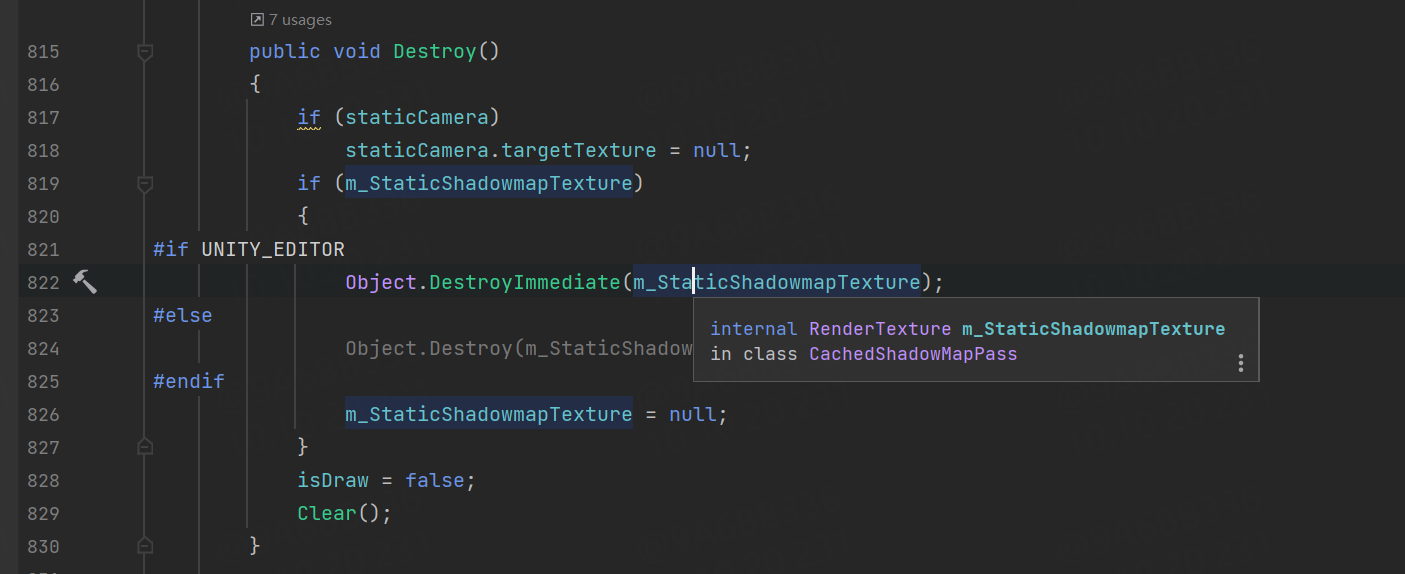 7 usages
815 public void Destroy()
816 {
817 if (staticCamera)
818 staticCamera.targetTexture = null;
819 if (m_StaticShadowmapTexture)
820 {
821 #if UNITY_EDITOR
822 Object.DestroyImmediate(m_StaticShadowmapTexture);
823 #else
internal RenderTexture m_StaticShadowmapTexture
824 Object.Destroy(m_StaticShadow
in class CachedShadowMapPass
825 #endif
826 m_StaticShadowmapTexture = null;
827 }
828 isDraw = false;
829 Clear();
830 }